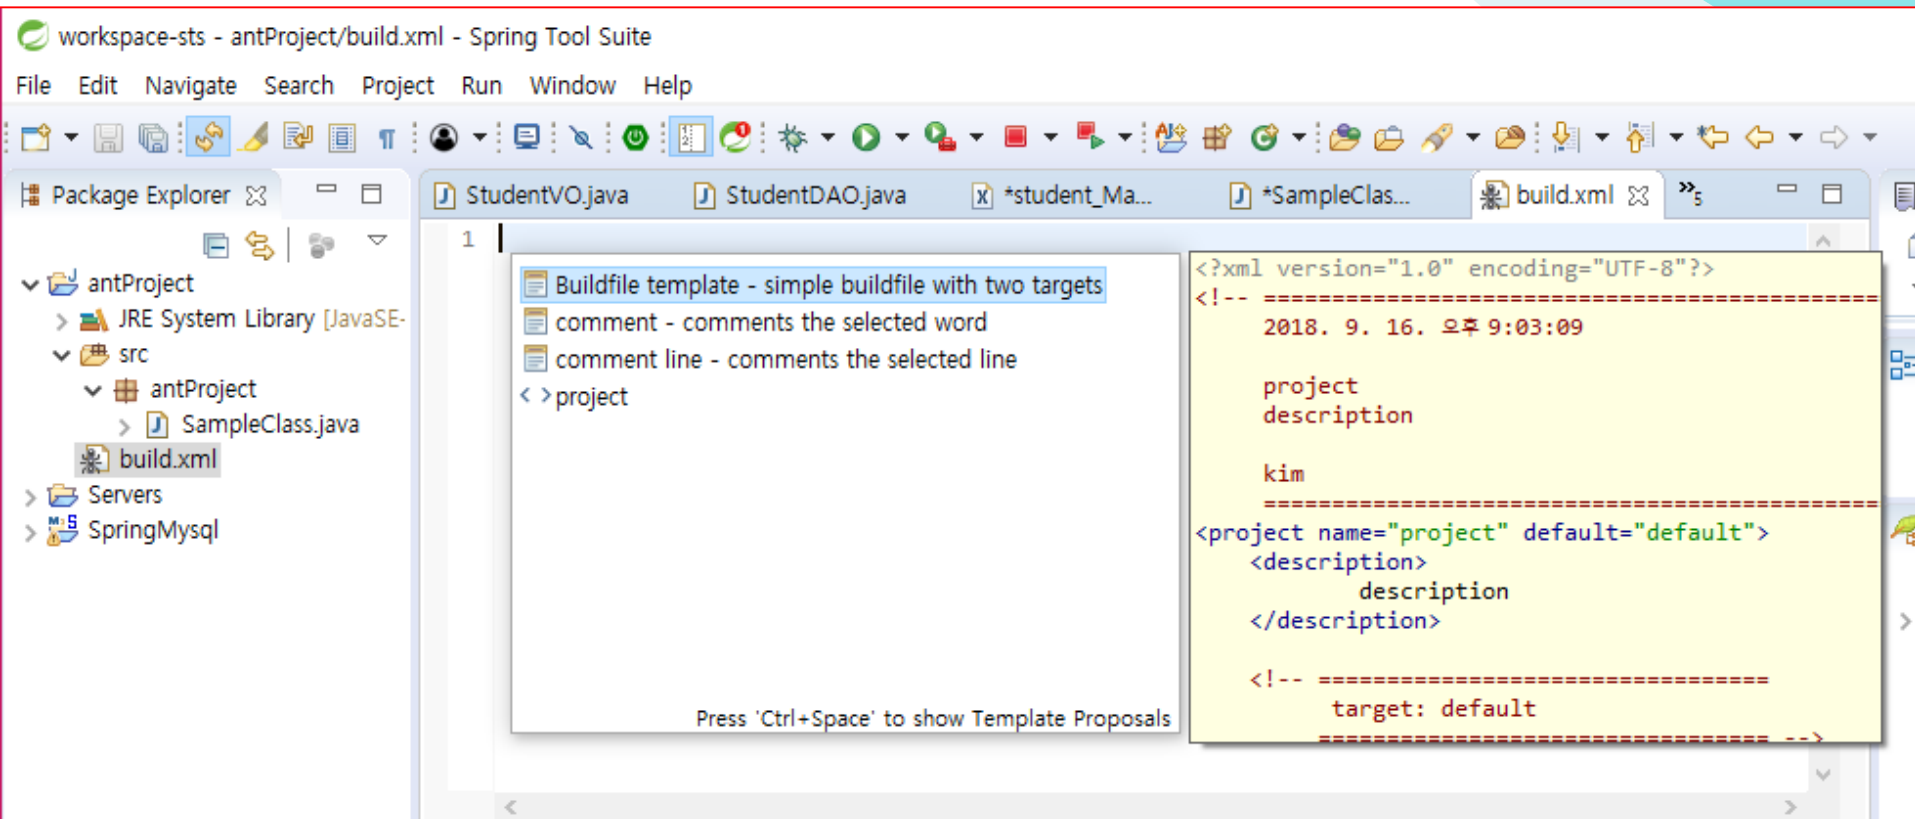 workspace-sts - antProject/build.xml - Spring Tool Suite
File Edit Navigate Search Project Run Window Help
Package Explorer
StudentVO.java
StudentDAO.java
*student_Ma...
*SampleClas...
build.xml
»5
antProject
JRE System Library [JavaSE-
src
antProject
SampleClass.java
build.xml
Servers
SpringMysql
1
Buildfile template - simple buildfile with two targets
comment - comments the selected word
comment line - comments the selected line
< > project
Press 'Ctrl+Space' to show Template Proposals
<?xml version="1.0" encoding="UTF-8"?>
<!-- =============================================
2018. 9. 16. 오후 9:03:09
project
description
kim
=============================================
<project name="project" default="default">
<description>
description
</description>
<!-- =================================
target: default
================================= -->